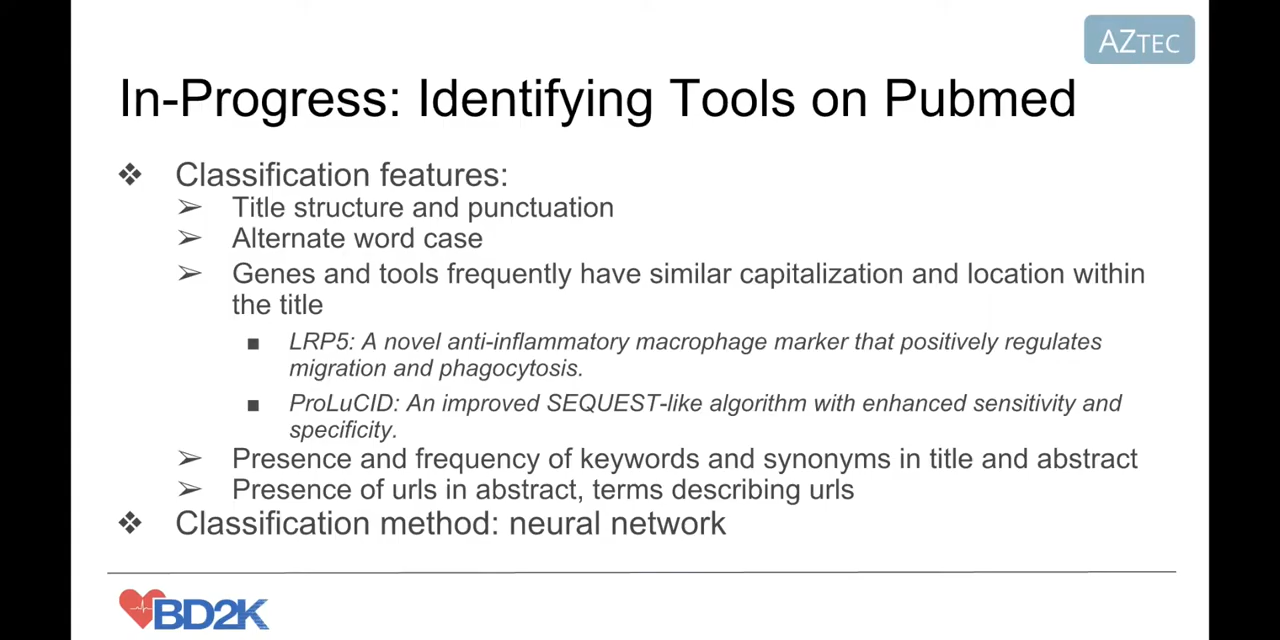 AZTEC
In-Progress: Identifying Tools on Pubmed
❖ Classification features:
➢ Title structure and punctuation
➢ Alternate word case
➢ Genes and tools frequently have similar capitalization and location within
the title
■ LRP5: A novel anti-inflammatory macrophage marker that positively regulates
migration and phagocytosis.
■ ProLuCID: An improved SEQUEST-like algorithm with enhanced sensitivity and
specificity.
➢ Presence and frequency of keywords and synonyms in title and abstract
➢ Presence of urls in abstract, terms describing urls
❖ Classification method: neural network
BD2K